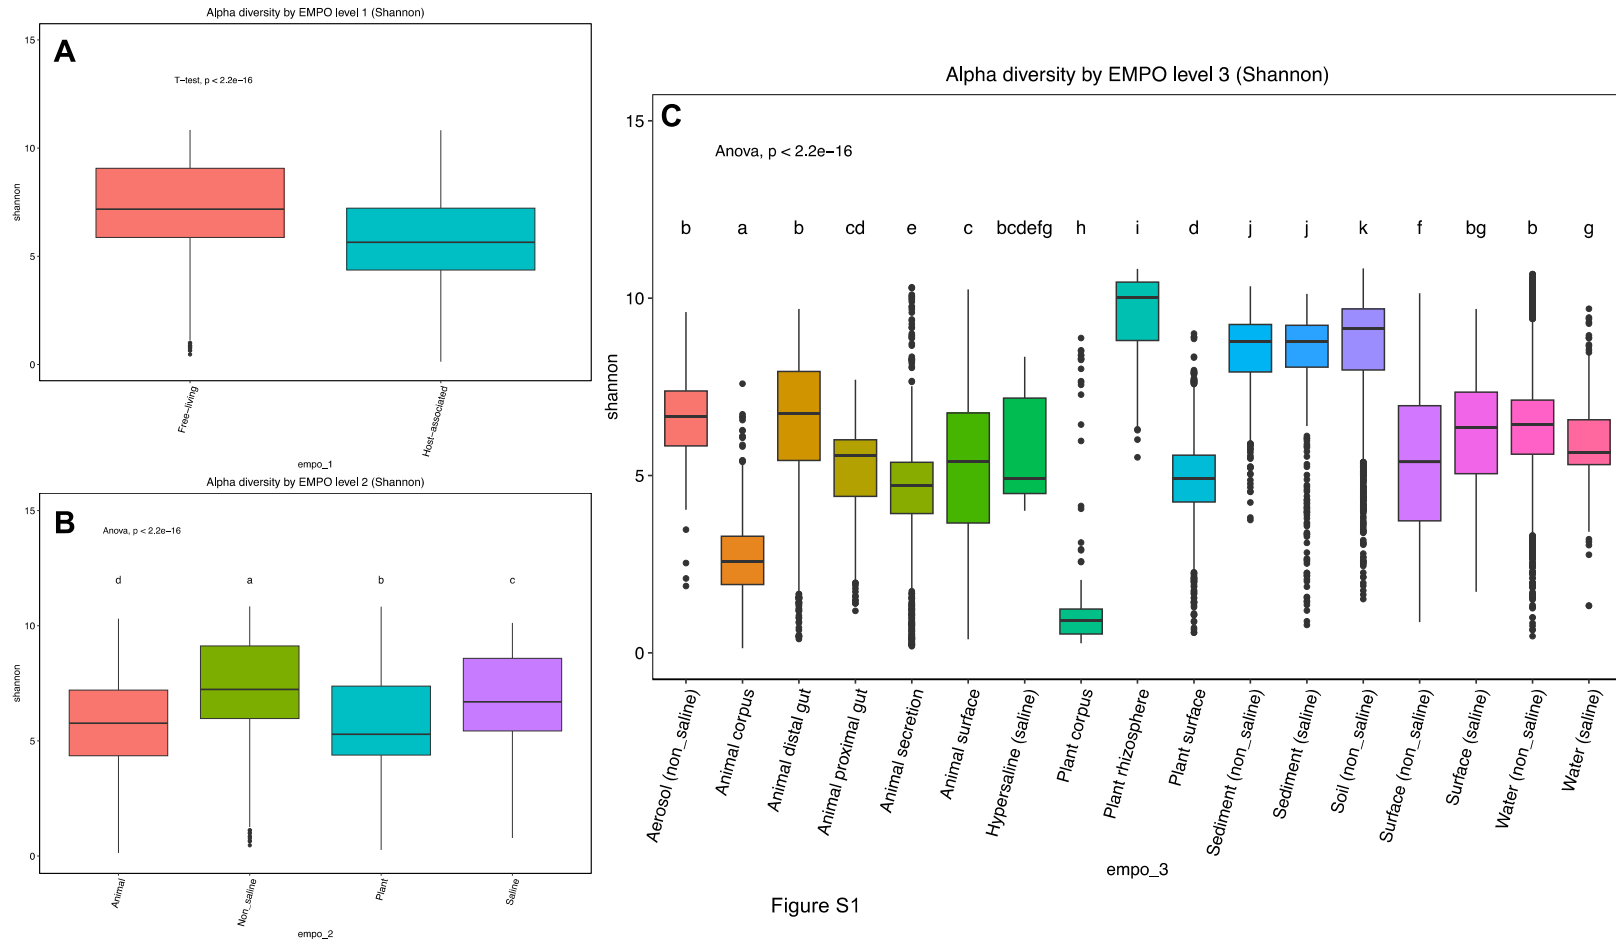 Alpha diversity by EMPO level 1 (Shannon)
A
T-test, p < 2.2e-16
15
10
5
0
shannon
Free-living
Host-associated
empo_1
Alpha diversity by EMPO level 2 (Shannon)
B
Anova, p < 2.2e-16
d a b c
15
10
5
0
shannon
Animal
Non_saline
Plant
Saline
empo_2
Alpha diversity by EMPO level 3 (Shannon)
C
Anova, p < 2.2e-16
b a b cd e c bcdefg h i d j j k f bg b g
15
10
5
0
shannon
Aerosol (non_saline)
Animal corpus
Animal distal gut
Animal proximal gut
Animal secretion
Animal surface
Hypersaline (saline)
Plant corpus
Plant rhizosphere
Plant surface
Sediment (non_saline)
Sediment (saline)
Soil (non_saline)
Surface (non_saline)
Surface (saline)
Water (non_saline)
Water (saline)
empo_3
Figure S1